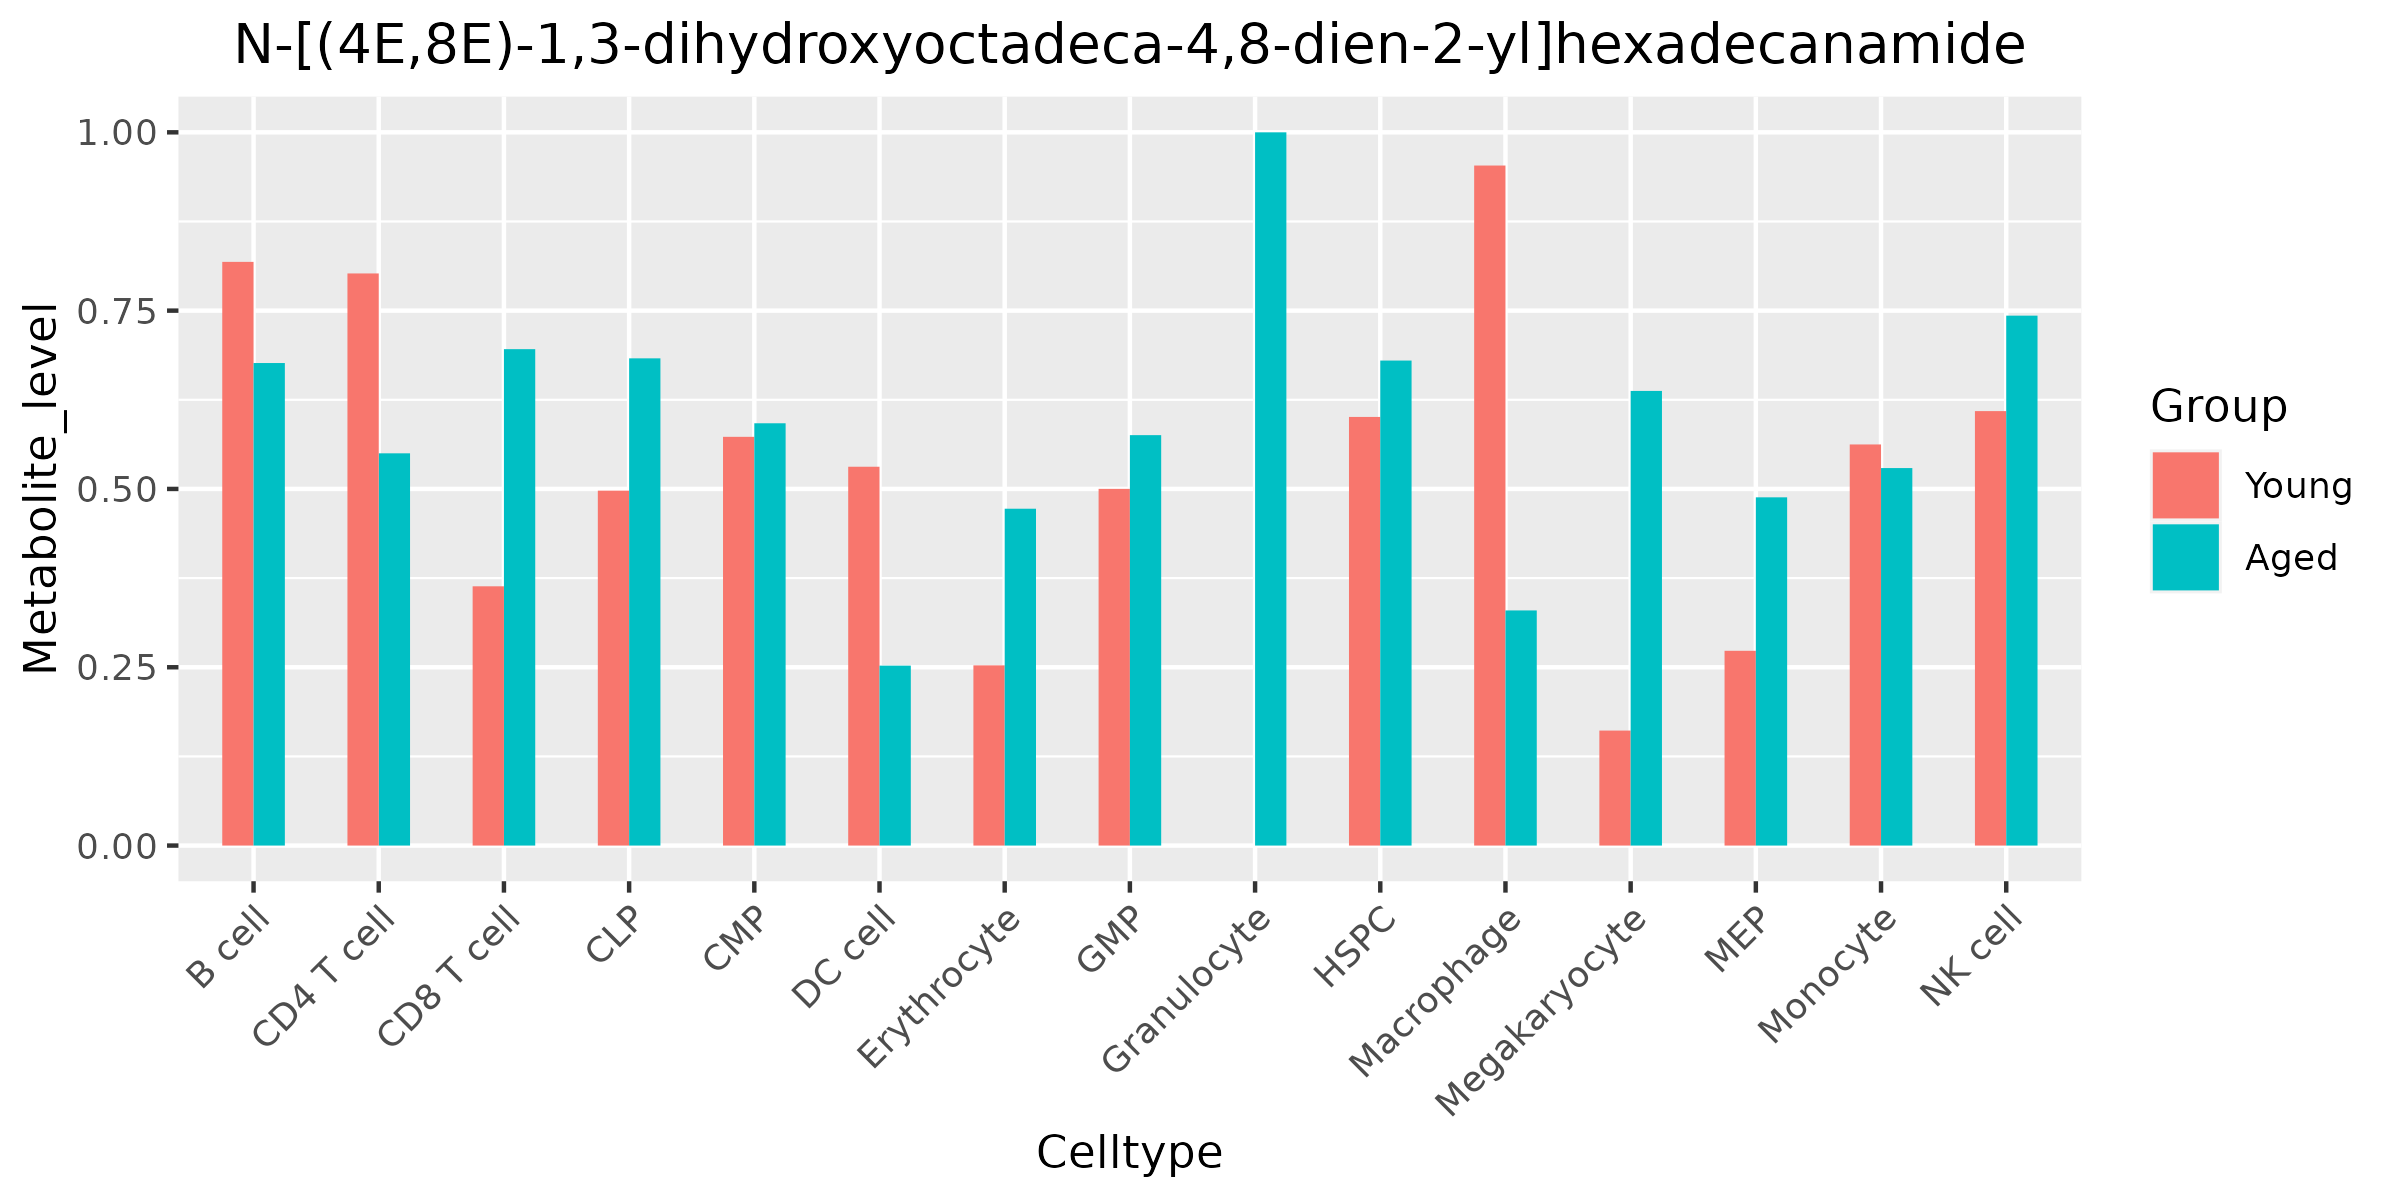 N-[(4E,8E)-1,3-dihydroxyoctadeca-4,8-dien-2-yl]hexadecanamide
Metabolite_level
1.00
0.75
0.50
0.25
0.00
B cell
CD4 T cell
CD8 T cell
CLP
CMP
DC cell
Erythrocyte
GMP
Granulocyte
HSPC
Macrophage
Megakaryocyte
MEP
Monocyte
NK cell
Celltype
Group
Young
Aged